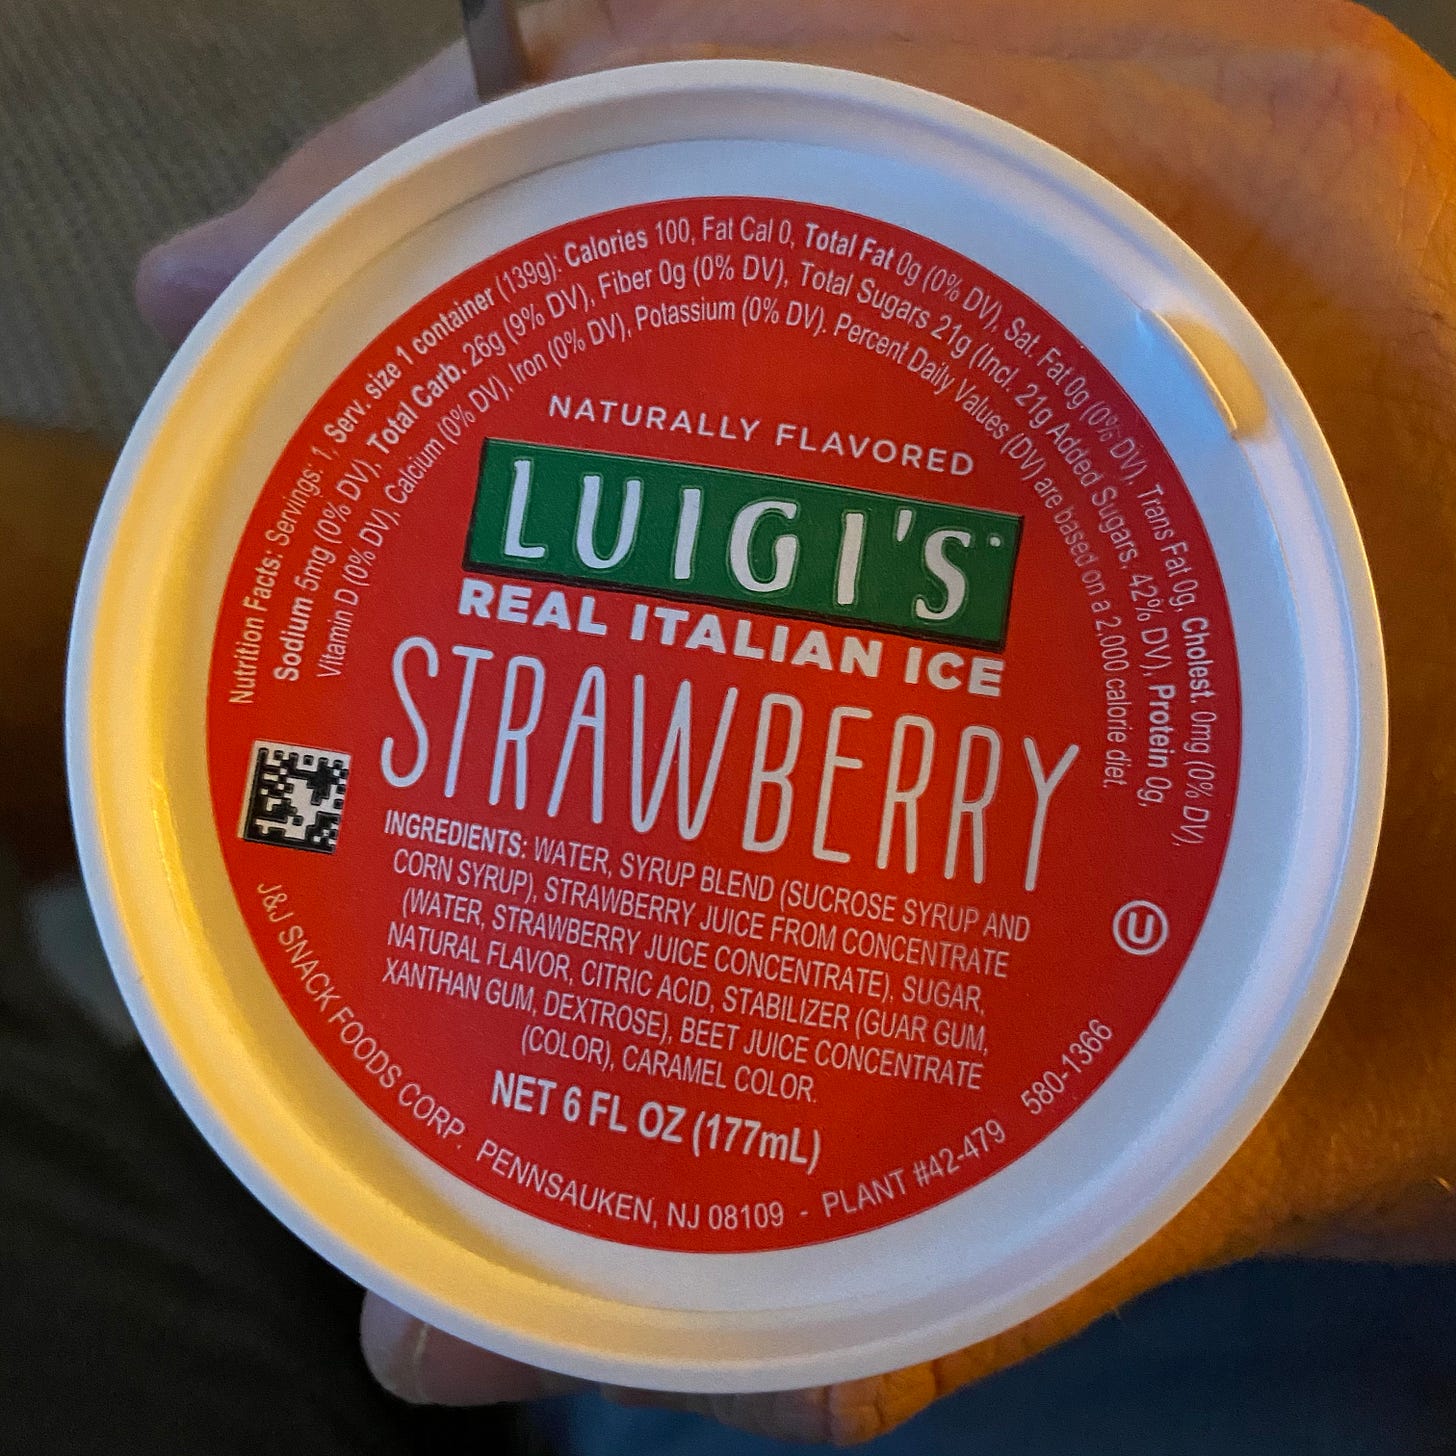 Nutrition Facts: Servings: 1, Serv. size 1 container (139g): Calories 100, Fat Cal 0, Total Fat 0g (0% DV), Sat. Fat 0g (0% DV), Trans Fat 0g, Cholest. 0mg (0% DV),
Sodium 5mg (0% DV), Total Carb. 26g (9% DV), Fiber 0g (0% DV), Total Sugars 21g (Incl. 21g Added Sugars, 42% DV), Protein 0g,
Vitamin D (0% DV), Calcium (0% DV), Iron (0% DV), Potassium (0% DV). Percent Daily Values (DV) are based on a 2,000 calorie diet.
NATURALLY FLAVORED
LUIGI'S
REAL ITALIAN ICE
STRAWBERRY
INGREDIENTS: WATER, SYRUP BLEND (SUCROSE SYRUP AND
CORN SYRUP), STRAWBERRY JUICE FROM CONCENTRATE
(WATER, STRAWBERRY JUICE CONCENTRATE), SUGAR,
NATURAL FLAVOR, CITRIC ACID, STABILIZER (GUAR GUM,
XANTHAN GUM, DEXTROSE), BEET JUICE CONCENTRATE
(COLOR), CARAMEL COLOR.
NET 6 FL OZ (177mL)
U
J&J SNACK FOODS CORP. PENNSAUKEN, NJ 08109 - PLANT #42-479 580-1366